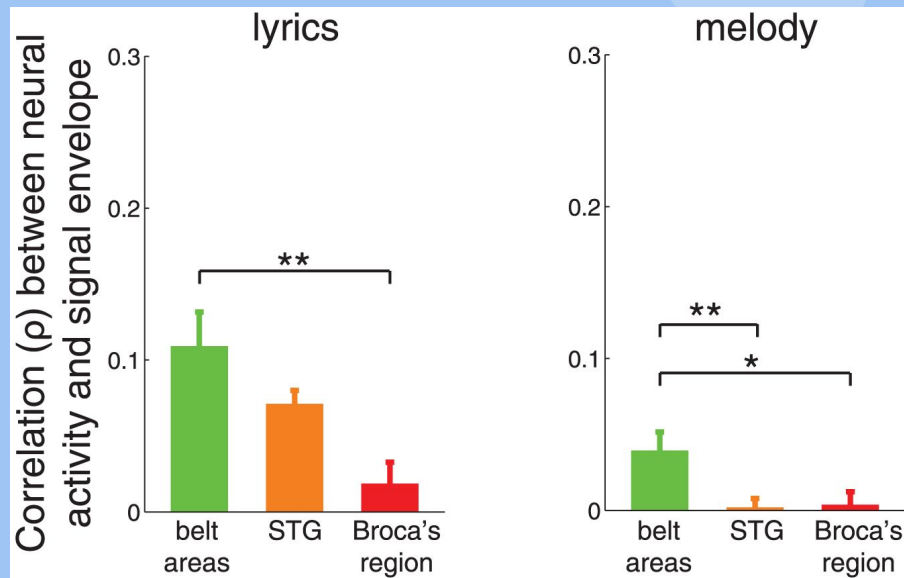 Correlation (ρ) between neural
activity and signal envelope
lyrics
0.3
0.2
0.1
0
**
belt
areas
STG
Broca's
region
melody
0.3
0.2
0.1
0
**
*
belt
areas
STG
Broca's
region